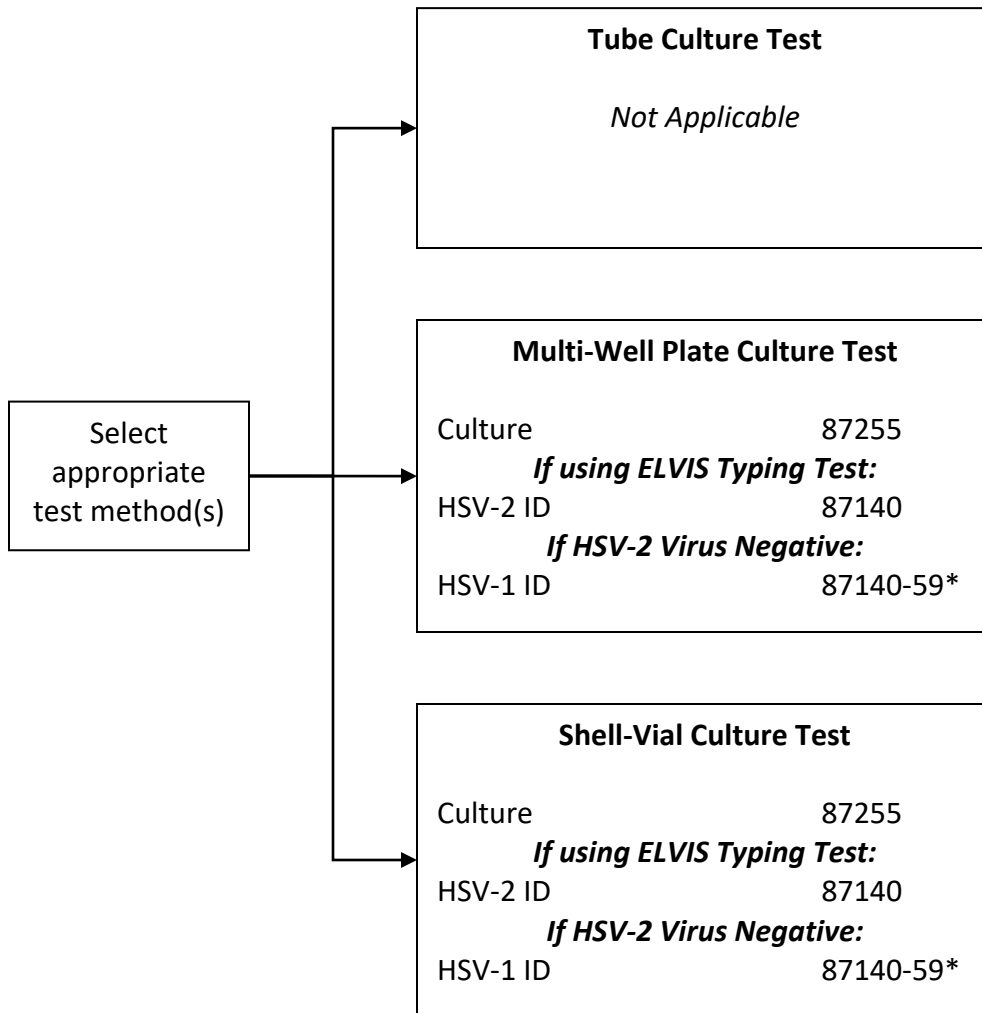 Tube Culture Test
Not Applicable
Select
appropriate
test method(s)
Multi-Well Plate Culture Test
Culture 87255
If using ELVIS Typing Test:
HSV-2 ID 87140
If HSV-2 Virus Negative:
HSV-1 ID 87140-59*
Shell-Vial Culture Test
Culture 87255
If using ELVIS Typing Test:
HSV-2 ID 87140
If HSV-2 Virus Negative:
HSV-1 ID 87140-59*